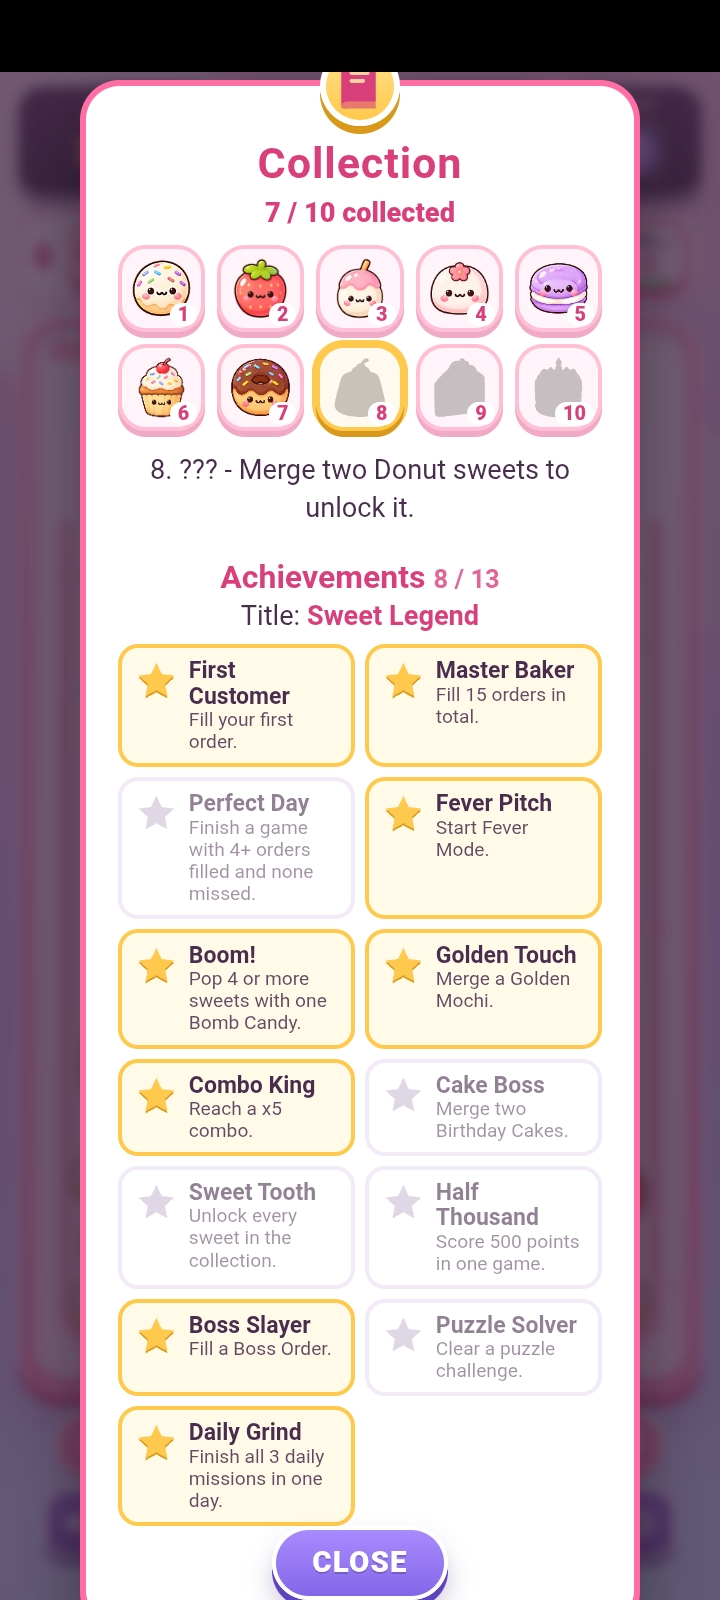 Collection
7 / 10 collected
1
2
3
4
5
6
7
8
9
10
8. ??? - Merge two Donut sweets to
unlock it.
Achievements 8 / 13
Title: Sweet Legend
First
Customer
Fill your first
order.
Master Baker
Fill 15 orders in
total.
Perfect Day
Finish a game
with 4+ orders
filled and none
missed.
Fever Pitch
Start Fever
Mode.
Boom!
Pop 4 or more
sweets with one
Bomb Candy.
Golden Touch
Merge a Golden
Mochi.
Combo King
Reach a x5
combo.
Cake Boss
Merge two
Birthday Cakes.
Sweet Tooth
Unlock every
sweet in the
collection.
Half
Thousand
Score 500 points
in one game.
Boss Slayer
Fill a Boss Order.
Puzzle Solver
Clear a puzzle
challenge.
Daily Grind
Finish all 3 daily
missions in one
day.
CLOSE